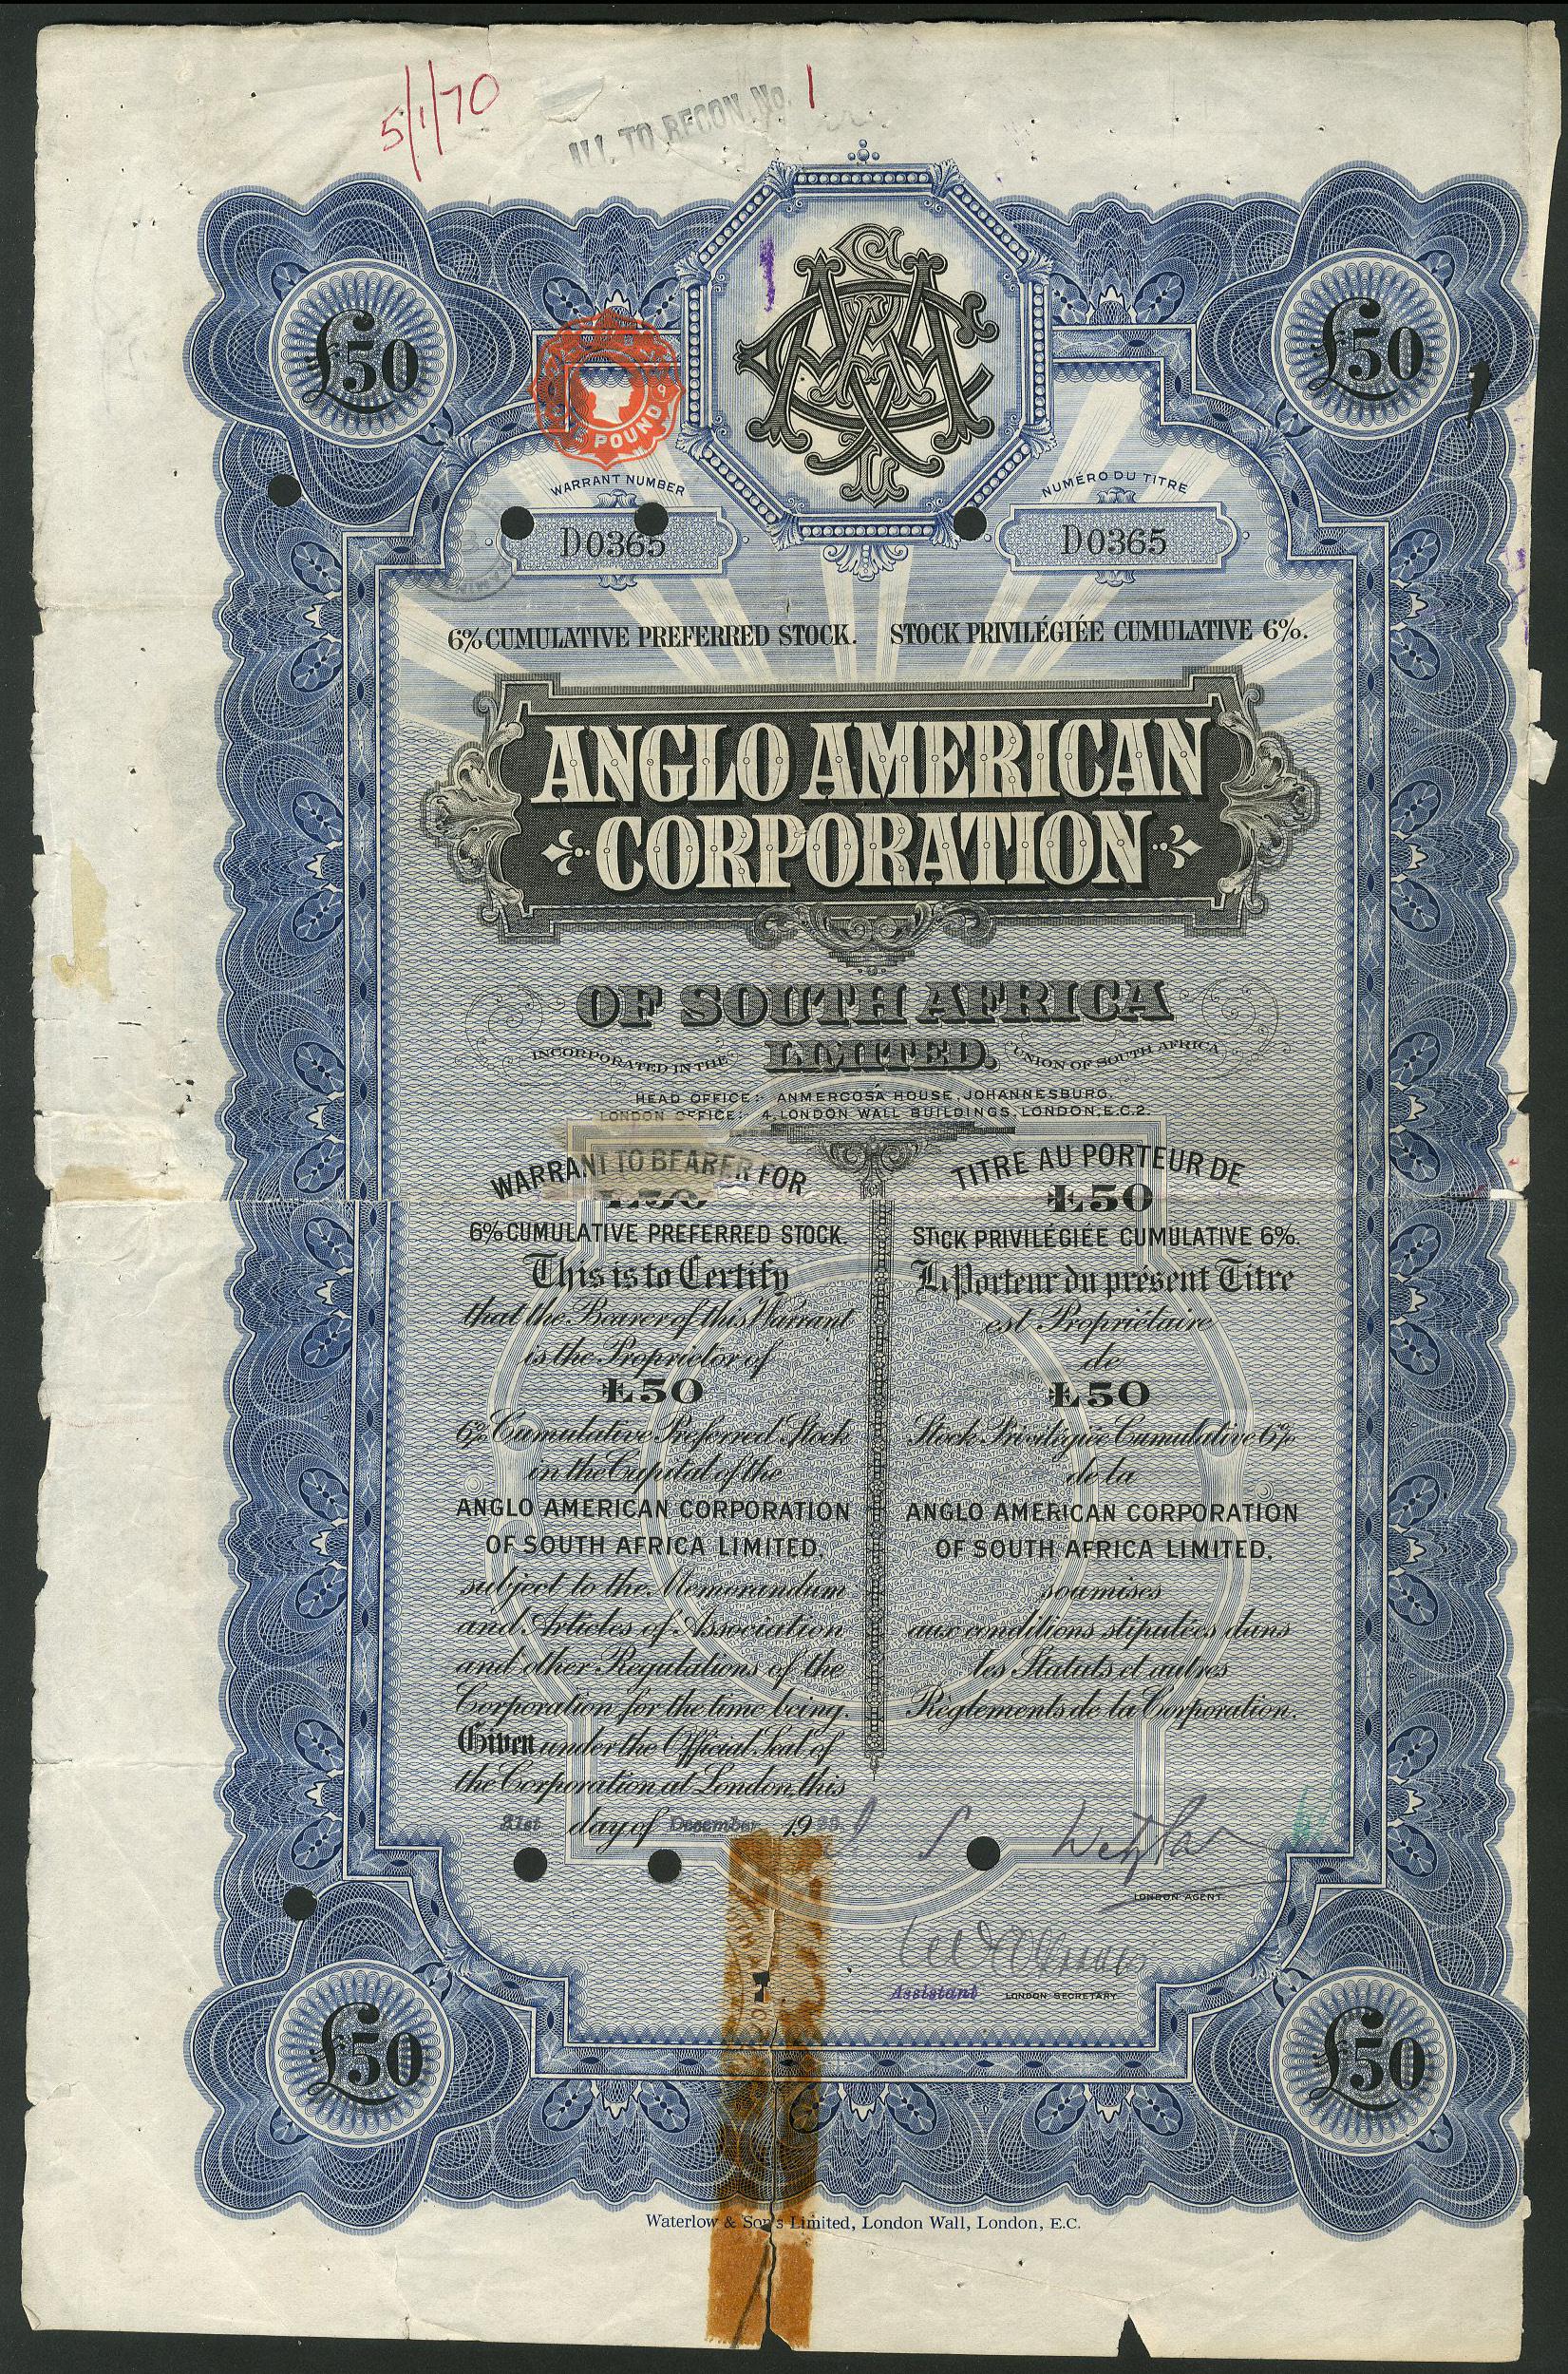 5/1/70
ALL TO RECON. No. 1
£50
£50
POUND
WARRANT NUMBER
NUMÉRO DU TITRE
D0365
D0365
6% CUMULATIVE PREFERRED STOCK. STOCK PRIVILÉGIÉE CUMULATIVE 6%.
ANGLO AMERICAN
CORPORATION
OF SOUTH AFRICA
INCORPORATED IN THE LIMITED. UNION OF SOUTH AFRICA
HEAD OFFICE:- ANMERCOSA HOUSE, JOHANNESBURG.
LONDON OFFICE:- 4, LONDON WALL BUILDINGS, LONDON, E.C.2.
WARRANT TO BEARER FOR
£50
6% CUMULATIVE PREFERRED STOCK.
This is to Certify
that the Bearer of this Warrant
is the Proprietor of
£50
6% Cumulative Preferred Stock
in the Capital of the
ANGLO AMERICAN CORPORATION
OF SOUTH AFRICA LIMITED,
subject to the Memorandum
and Articles of Association
and other Regulations of the
Corporation for the time being.
Given under the Official Seal of
the Corporation at London, this
31st day of December 19
TITRE AU PORTEUR DE
£50
STOCK PRIVILÉGIÉE CUMULATIVE 6%.
Le Porteur du présent Titre
est Propriétaire
de
£50
Stock Privilégiée Cumulative 6%
de la
ANGLO AMERICAN CORPORATION
OF SOUTH AFRICA LIMITED,
soumises
aux conditions stipulées dans
les Statuts et autres
Règlements de la Corporation.
LONDON AGENT.
Assistant LONDON SECRETARY.
£50
£50
Waterlow & Sons Limited, London Wall, London, E.C.